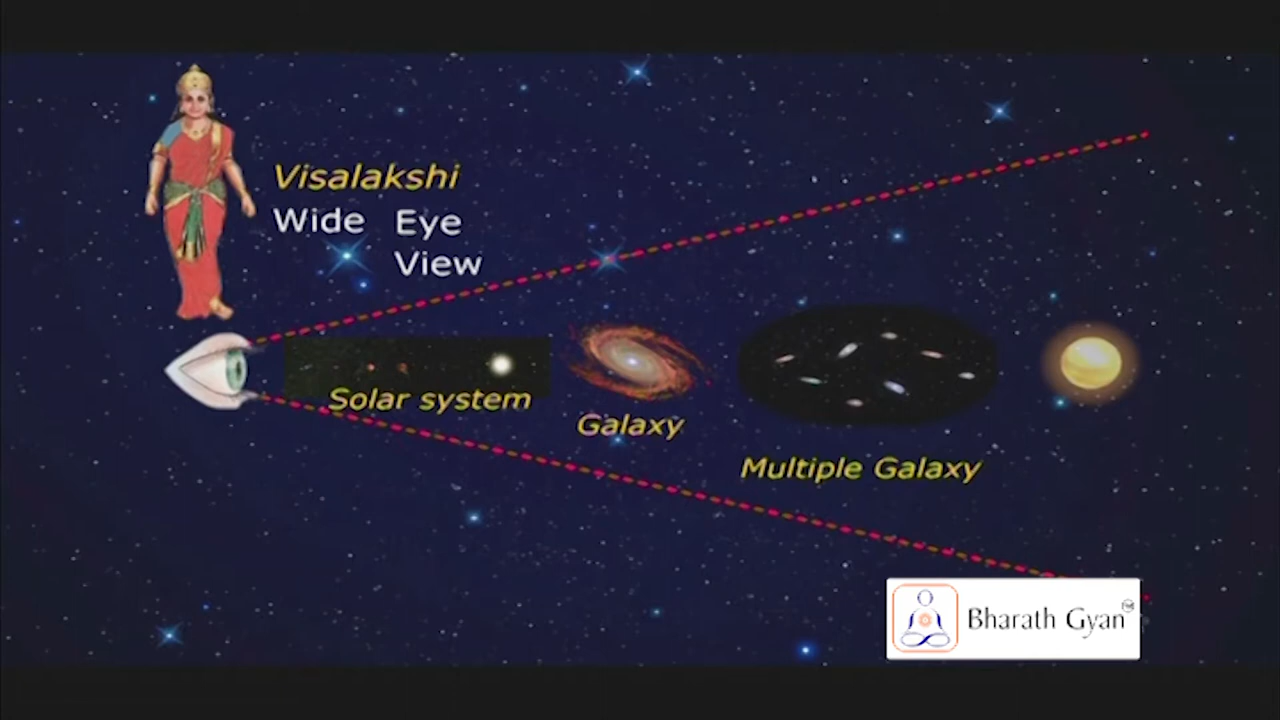 Visalakshi
Wide Eye
View
Solar system
Galaxy
Multiple Galaxy
Bharath Gyan